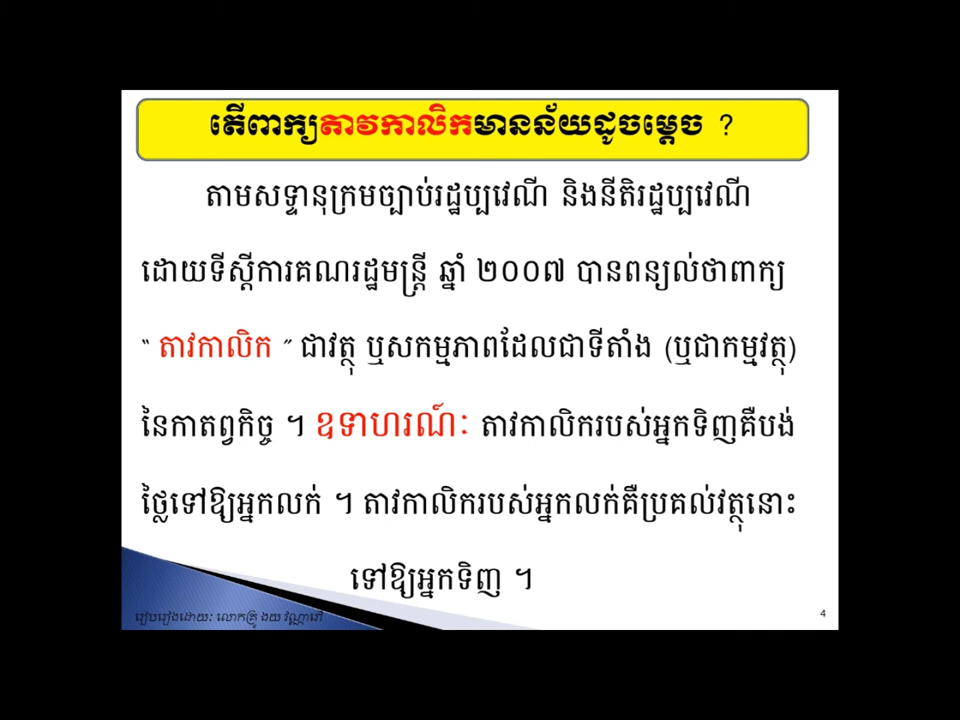 តើពាក្យតាវកាលិកមានន័យដូចម្ដេច ?
តាមសទ្ទានុក្រមច្បាប់រដ្ឋប្បវេណី និងនីតិរដ្ឋប្បវេណី
ដោយទីស្ដីការគណរដ្ឋមន្ត្រី ឆ្នាំ ២០០៧ បានពន្យល់ថាពាក្យ
“ តាវកាលិក ” ជាវត្ថុ ឬសកម្មភាពដែលជាទីតាំង (ឬជាកម្មវត្ថុ)
នៃកាតព្វកិច្ច ។ ឧទាហរណ៍ៈ តាវកាលិករបស់អ្នកទិញគឺបង់
ថ្លៃទៅឱ្យអ្នកលក់ ។ តាវកាលិករបស់អ្នកលក់គឺប្រគល់វត្ថុនោះ
ទៅឱ្យអ្នកទិញ ។
រៀបរៀងដោយៈ លោកគ្រូ ងយ វណ្ណានៅ
4